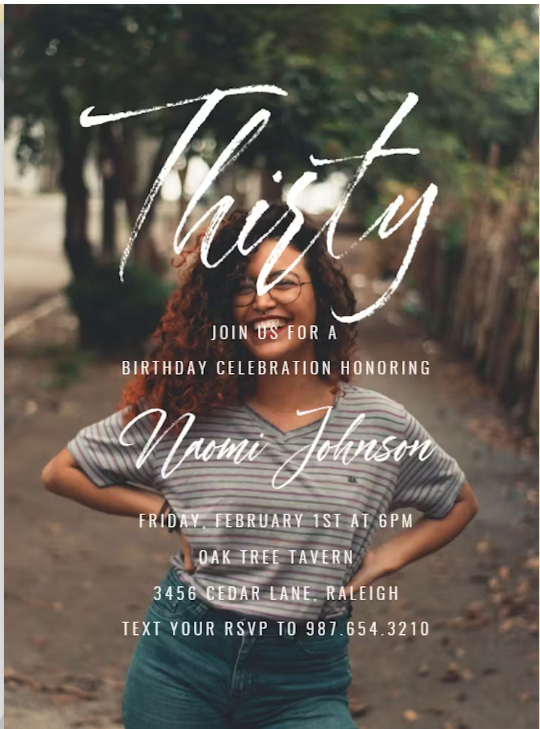 Thirty
JOIN US FOR A
BIRTHDAY CELEBRATION HONORING
Naomi Johnson
FRIDAY, FEBRUARY 1ST AT 6PM
OAK TREE TAVERN
3456 CEDAR LANE, RALEIGH
TEXT YOUR RSVP TO 987.654.3210